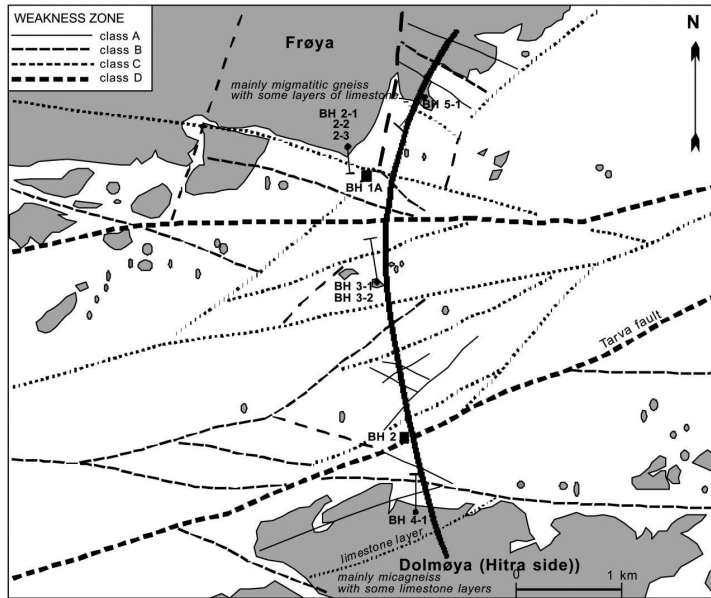 WEAKNESS ZONE
class A
class B
class C
class D
Frøya
N
mainly migmatitic gneiss
with some layers of limestone
BH 5-1
BH 2-1
2-2
2-3
BH 1A
BH 3-1
BH 3-2
Tarva fault
BH 2
BH 4-1
limestone layer
Dolmøya (Hitra side))
mainly micagneiss
with some limestone layers
0 1 km